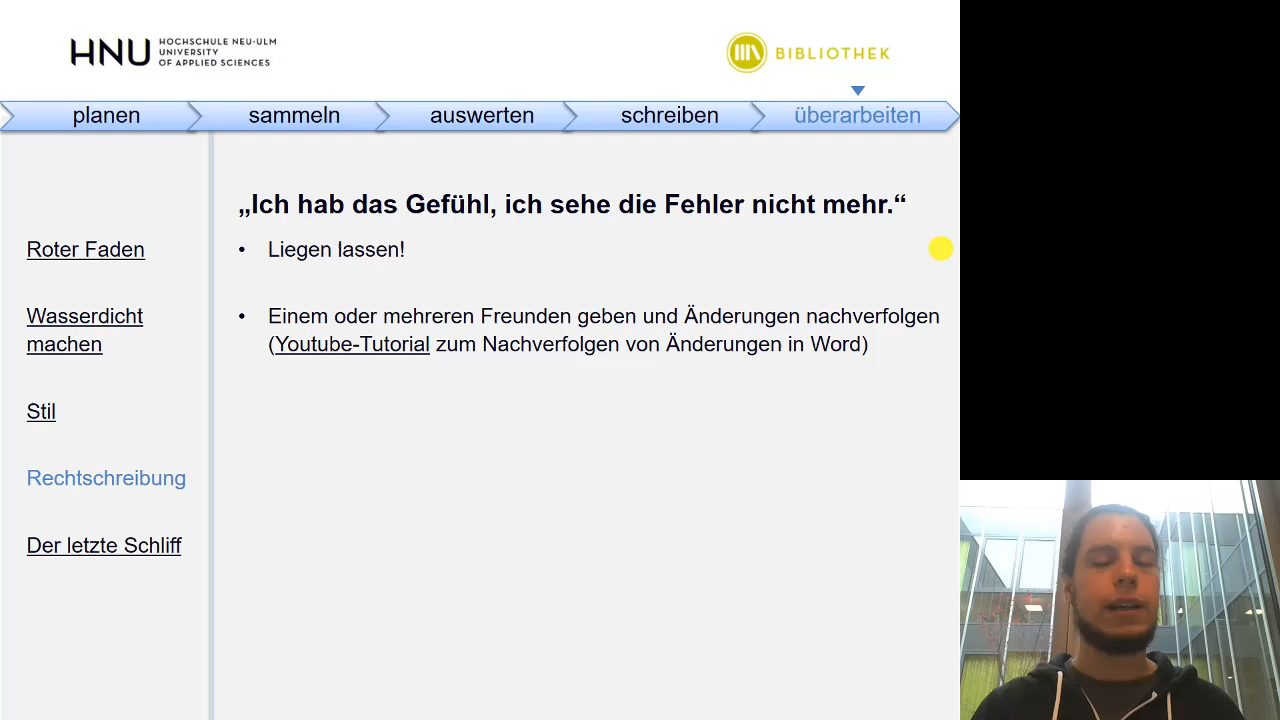 HNU HOCHSCHULE NEU-ULM
UNIVERSITY
OF APPLIED SCIENCES
BIBLIOTHEK
planen sammeln auswerten schreiben überarbeiten
„Ich hab das Gefühl, ich sehe die Fehler nicht mehr.“
Roter Faden
• Liegen lassen!
Wasserdicht
machen
• Einem oder mehreren Freunden geben und Änderungen nachverfolgen
(Youtube-Tutorial zum Nachverfolgen von Änderungen in Word)
Stil
Rechtschreibung
Der letzte Schliff